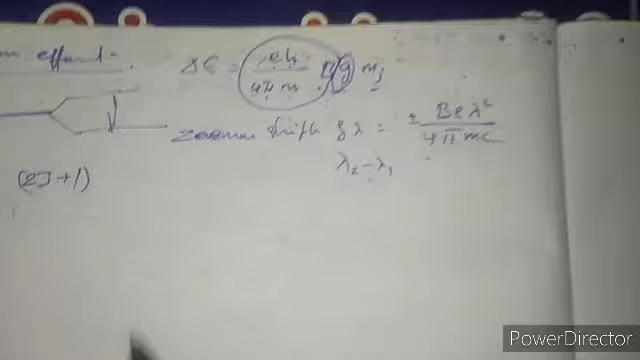 effect -
ΔE = eh/4πm B g mj
Zeeman shift δλ = ± Beλ²/4πmc
λ₂ - λ₁
(2J+1)
PowerDirector